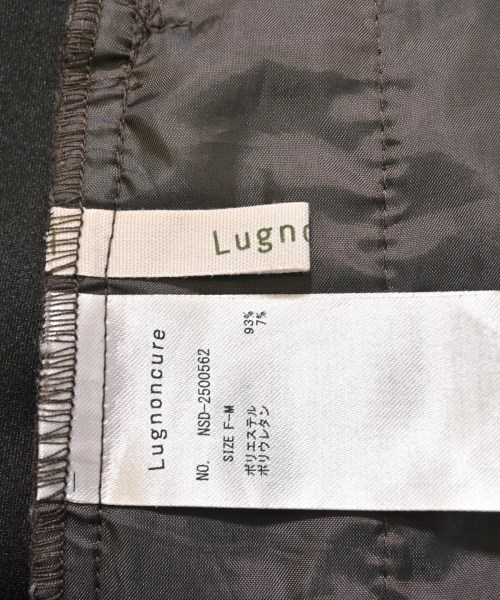 Lugno
Lugnoncure
NO. NSD-2500562
SIZE F-M
ポリエステル 93%
ポリウレタン 7%